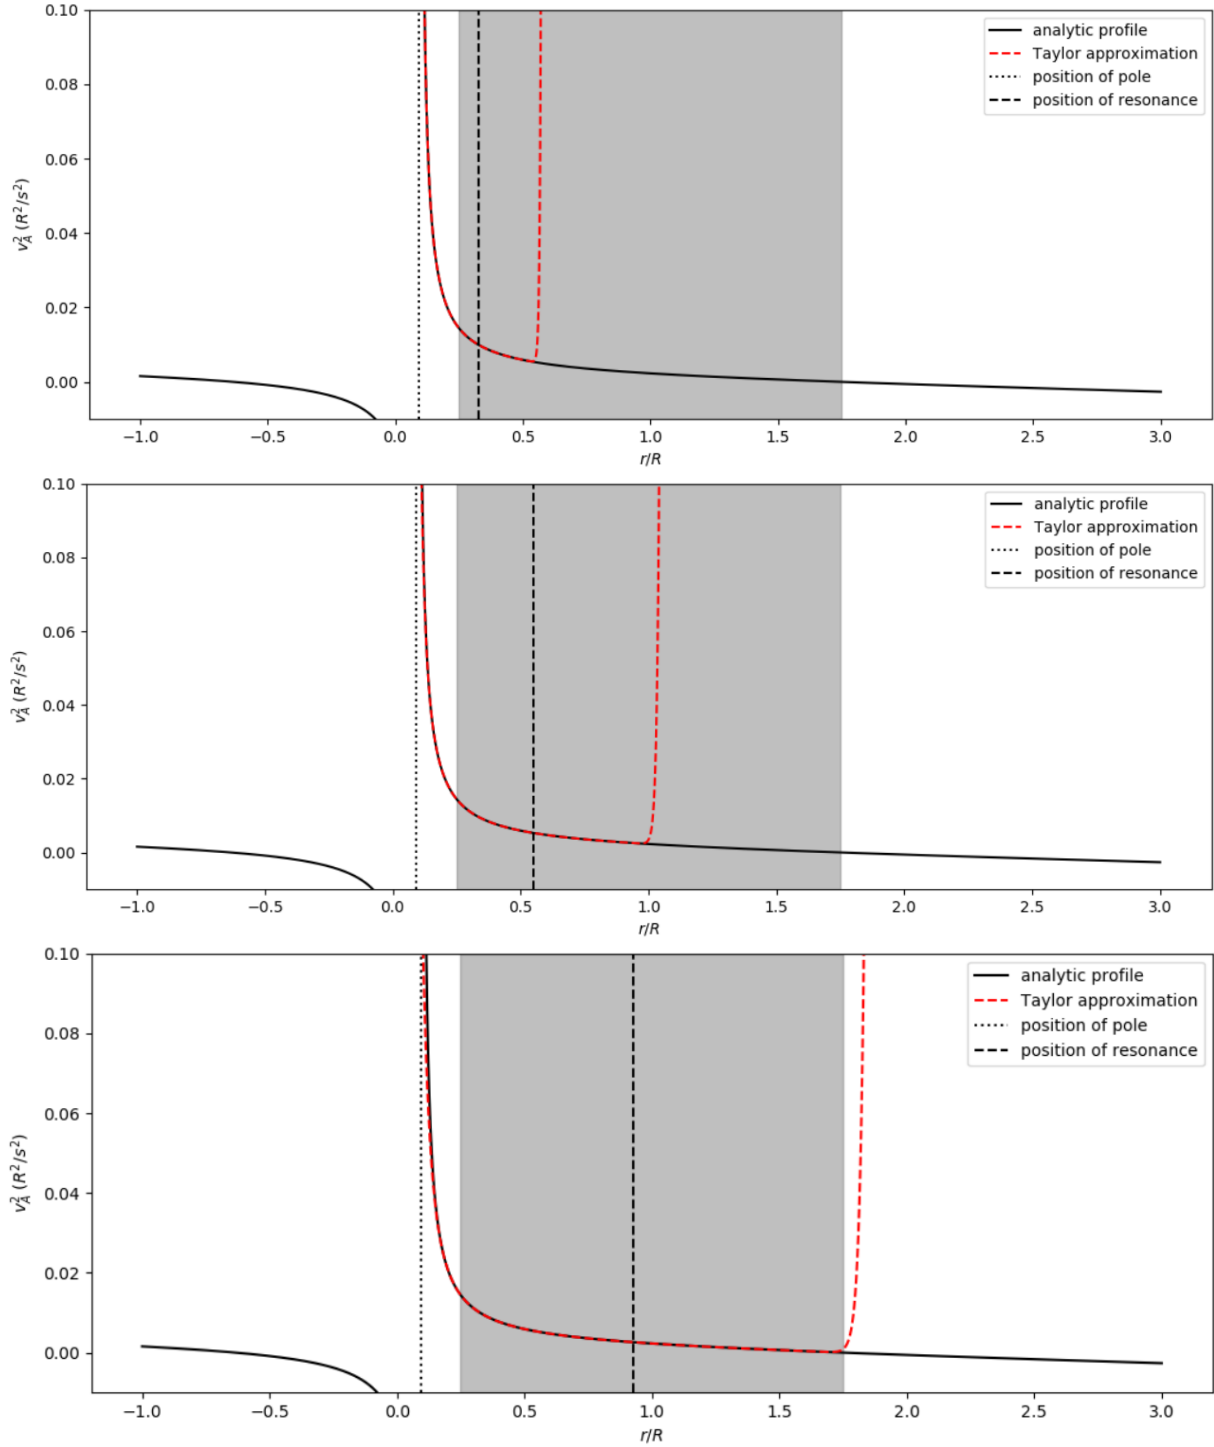 0.10
0.08
0.06
0.04
0.02
0.00
v_A^2 (R^2/s^2)
analytic profile
Taylor approximation
position of pole
position of resonance
−1.0 −0.5 0.0 0.5 1.0 1.5 2.0 2.5 3.0
r/R
0.10
0.08
0.06
0.04
0.02
0.00
v_A^2 (R^2/s^2)
analytic profile
Taylor approximation
position of pole
position of resonance
−1.0 −0.5 0.0 0.5 1.0 1.5 2.0 2.5 3.0
r/R
0.10
0.08
0.06
0.04
0.02
0.00
v_A^2 (R^2/s^2)
analytic profile
Taylor approximation
position of pole
position of resonance
−1.0 −0.5 0.0 0.5 1.0 1.5 2.0 2.5 3.0
r/R